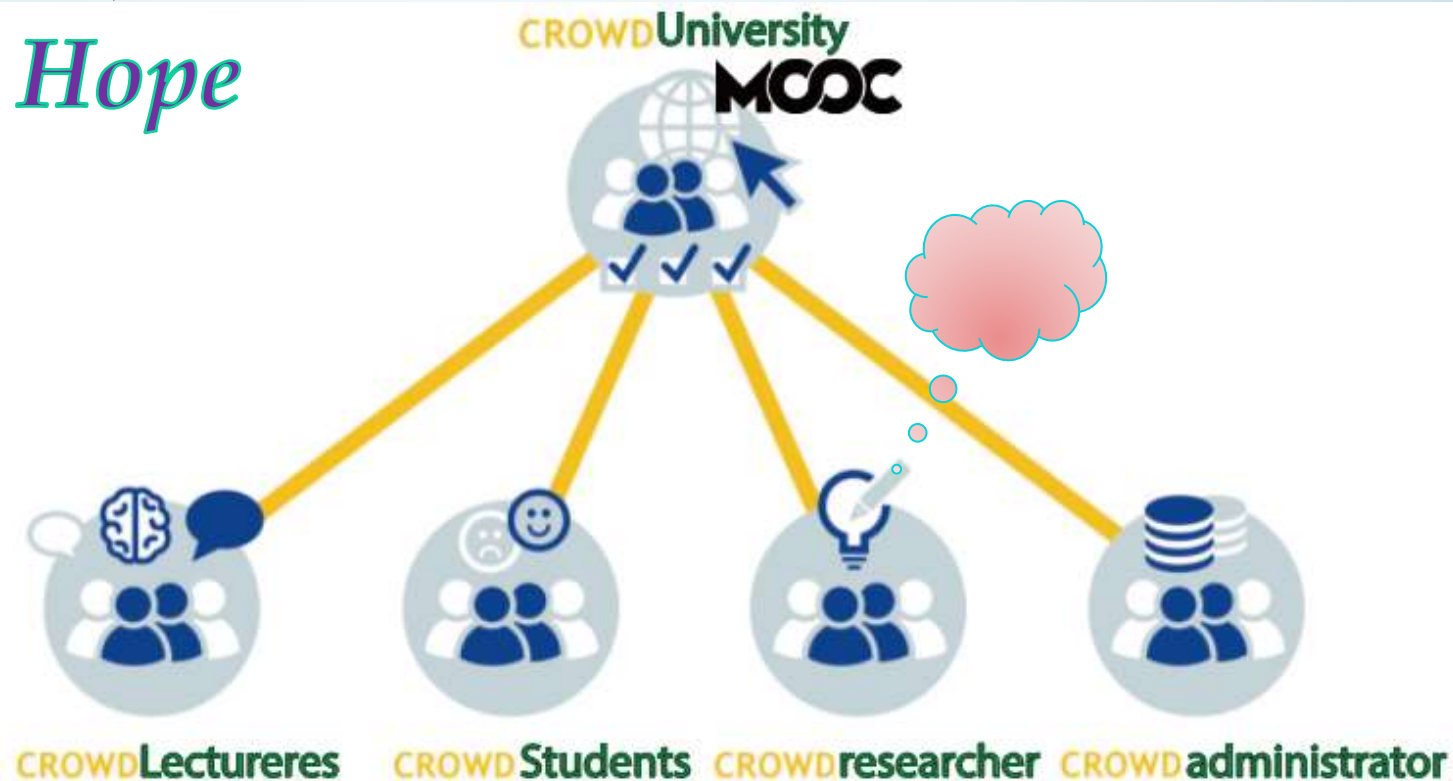 Hope
CROWDUniversity
MOOC
CROWDLectureres
CROWDStudents
CROWDresearcher
CROWDadministrator